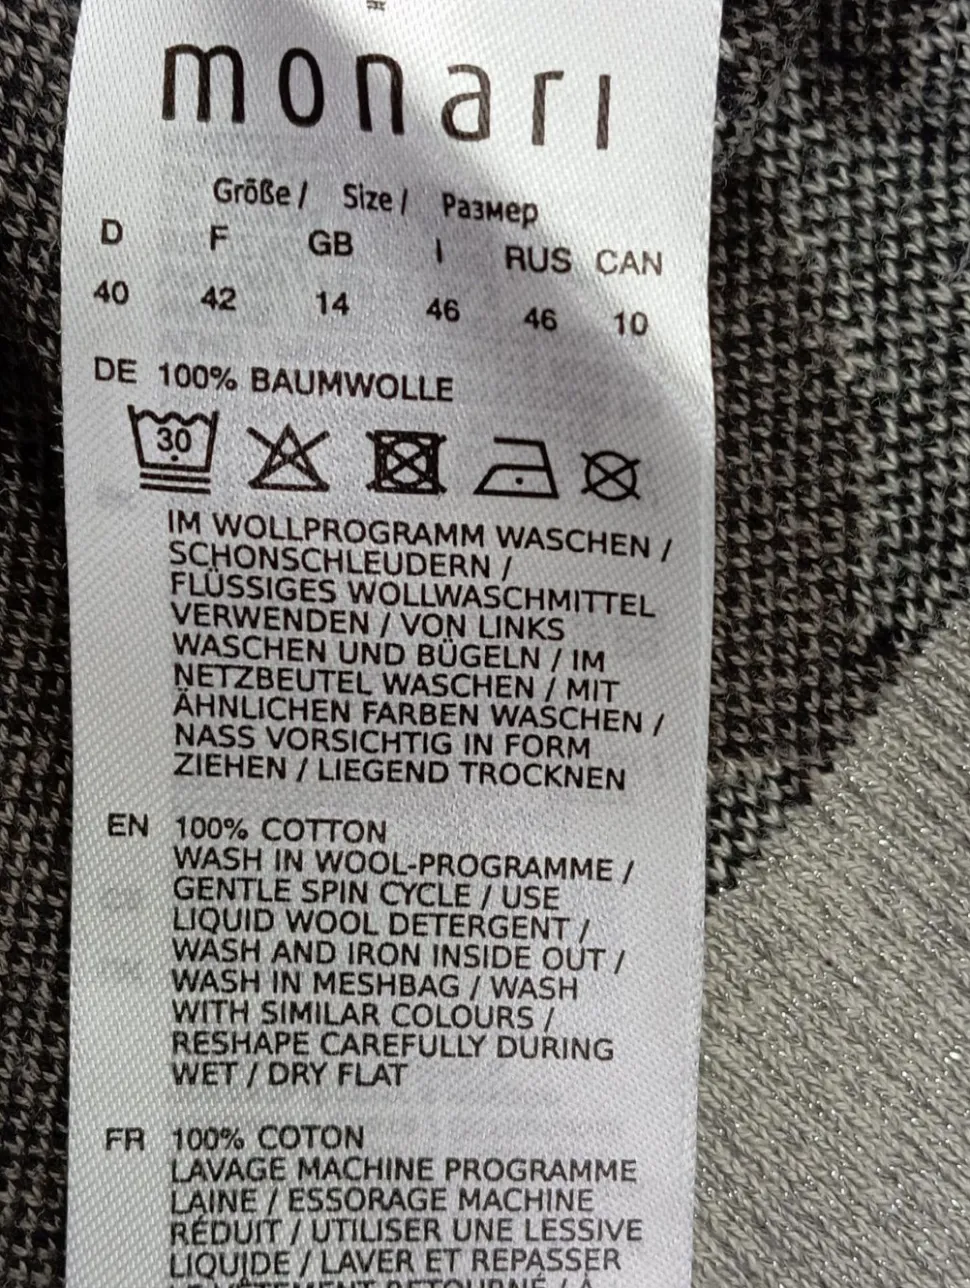 monari
Größe / Size / Размер
D F GB I RUS CAN
40 42 14 46 46 10
DE 100% BAUMWOLLE
30
IM WOLLPROGRAMM WASCHEN /
SCHONSCHLEUDERN /
FLÜSSIGES WOLLWASCHMITTEL
VERWENDEN / VON LINKS
WASCHEN UND BÜGELN / IM
NETZBEUTEL WASCHEN / MIT
ÄHNLICHEN FARBEN WASCHEN /
NASS VORSICHTIG IN FORM
ZIEHEN / LIEGEND TROCKNEN
EN 100% COTTON
WASH IN WOOL-PROGRAMME /
GENTLE SPIN CYCLE / USE
LIQUID WOOL DETERGENT /
WASH AND IRON INSIDE OUT /
WASH IN MESHBAG / WASH
WITH SIMILAR COLOURS /
RESHAPE CAREFULLY DURING
WET / DRY FLAT
FR 100% COTON
LAVAGE MACHINE PROGRAMME
LAINE / ESSORAGE MACHINE
RÉDUIT / UTILISER UNE LESSIVE
LIQUIDE / LAVER ET REPASSER
VÊTEMENT RETOURNÉ / À